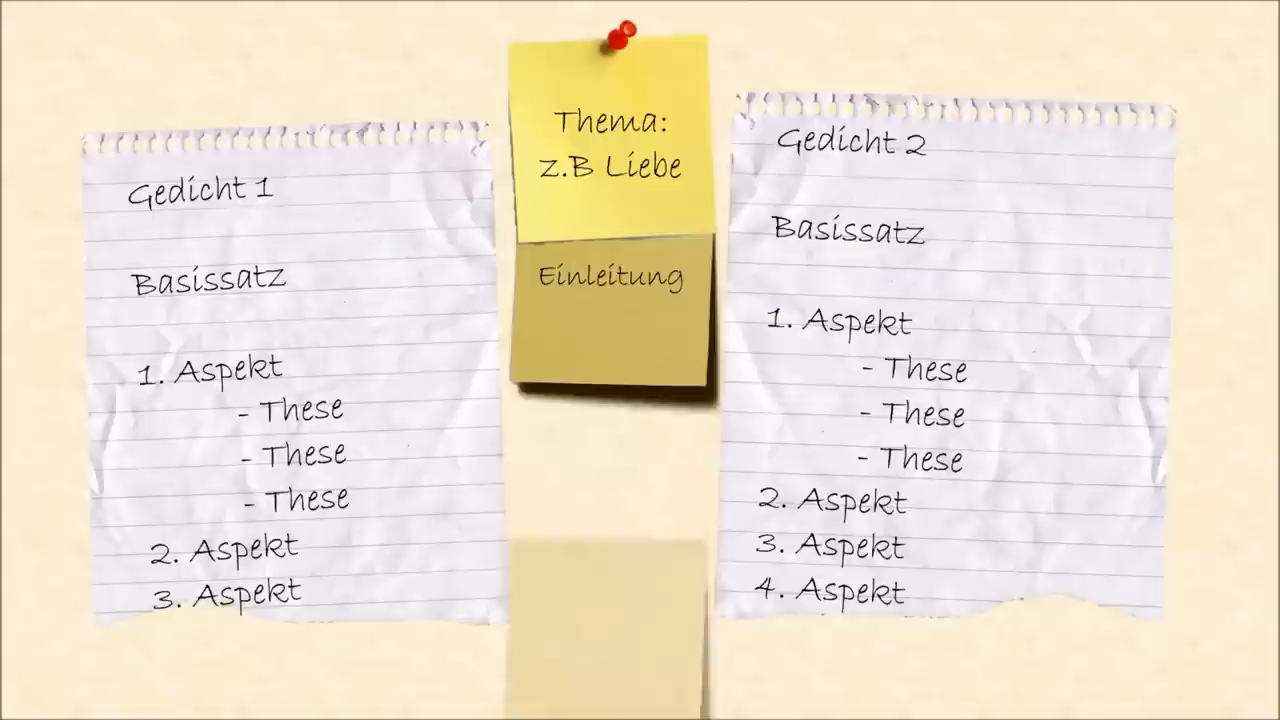 Gedicht 1
Basissatz
1. Aspekt
- These
- These
- These
2. Aspekt
3. Aspekt
Thema:
z.B Liebe
Einleitung
Gedicht 2
Basissatz
1. Aspekt
- These
- These
- These
2. Aspekt
3. Aspekt
4. Aspekt